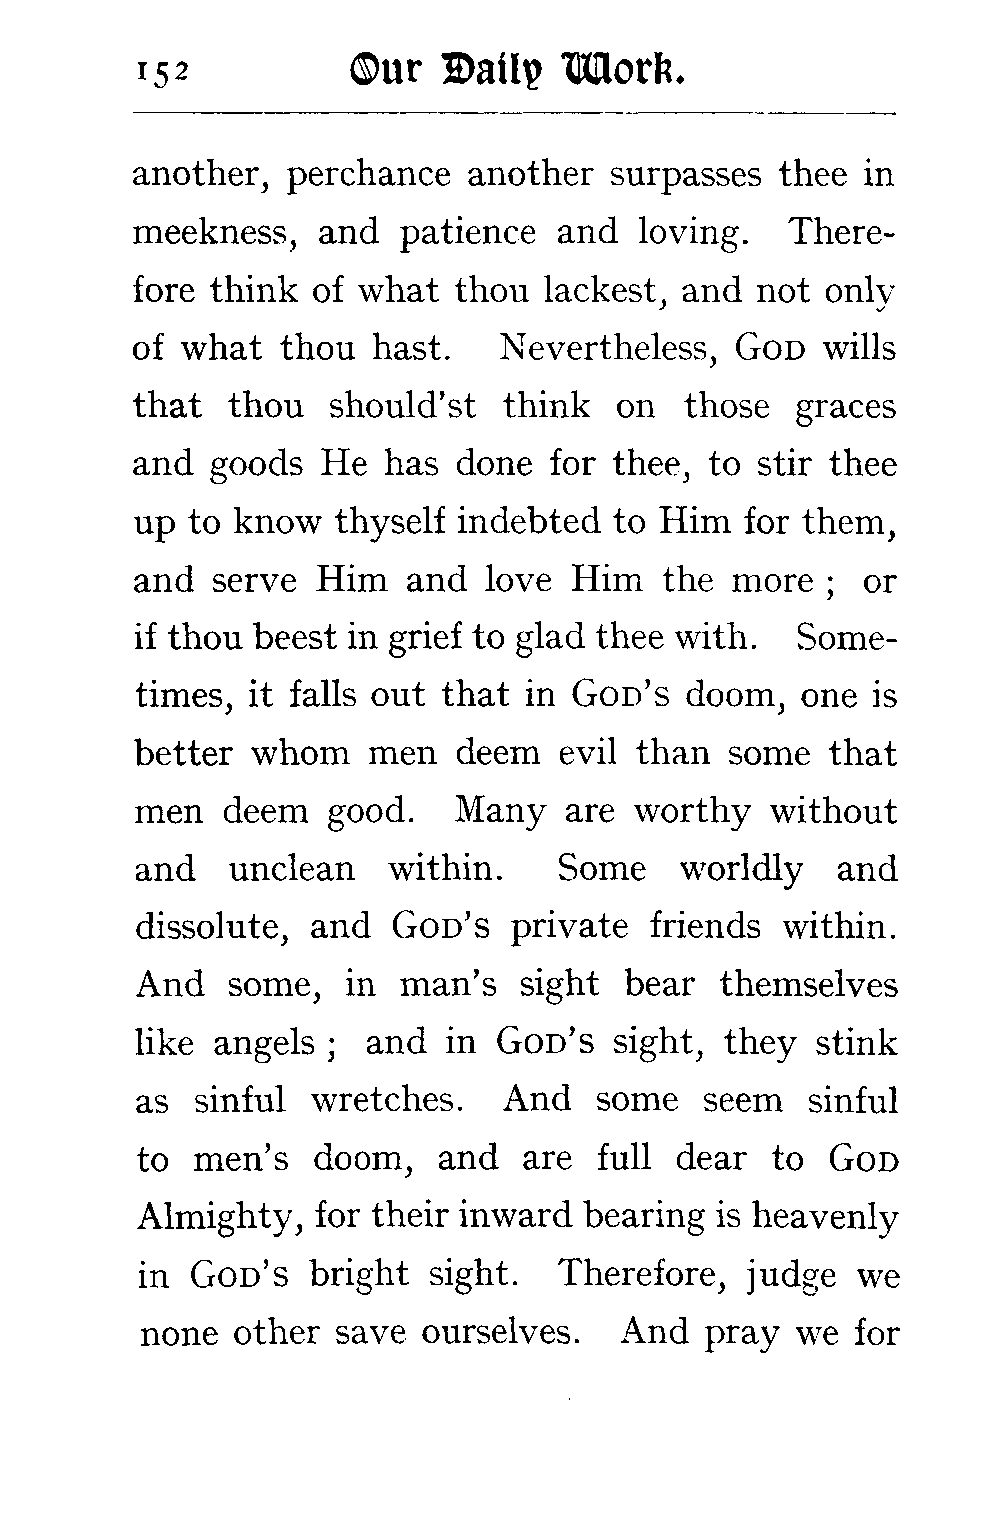 152 Our Daily Work.
another, perchance another surpasses thee in
meekness, and patience and loving. There-
fore think of what thou lackest, and not only
of what thou hast. Nevertheless, GOD wills
that thou should'st think on those graces
and goods He has done for thee, to stir thee
up to know thyself indebted to Him for them,
and serve Him and love Him the more ; or
if thou beest in grief to glad thee with. Some-
times, it falls out that in GOD'S doom, one is
better whom men deem evil than some that
men deem good. Many are worthy without
and unclean within. Some worldly and
dissolute, and GOD'S private friends within.
And some, in man's sight bear themselves
like angels ; and in GOD'S sight, they stink
as sinful wretches. And some seem sinful
to men's doom, and are full dear to GOD
Almighty, for their inward bearing is heavenly
in GOD'S bright sight. Therefore, judge we
none other save ourselves. And pray we for